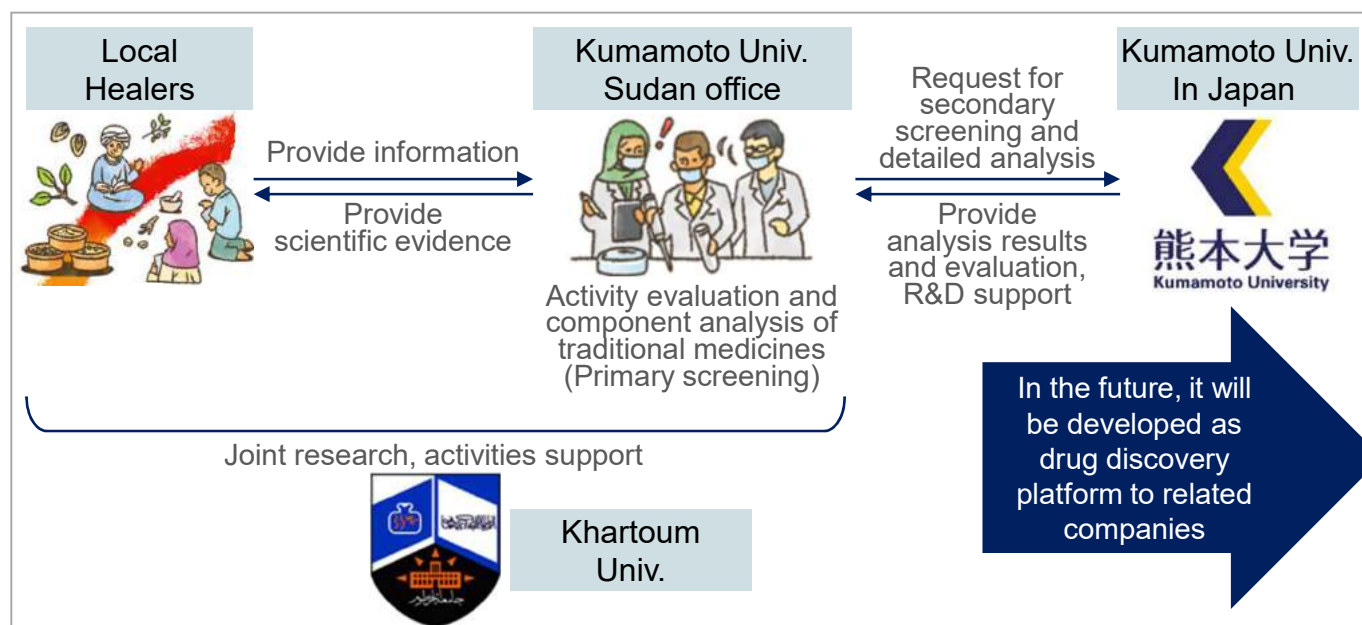 Local
Healers
Provide information
Provide
scientific evidence
Kumamoto Univ.
Sudan office
Activity evaluation and
component analysis of
traditional medicines
(Primary screening)
Request for
secondary
screening and
detailed analysis
Provide
analysis results
and evaluation,
R&D support
Kumamoto Univ.
In Japan
熊本大学
Kumamoto University
Joint research, activities support
Khartoum
Univ.
جامعة الخرطوم
In the future, it will
be developed as
drug discovery
platform to related
companies